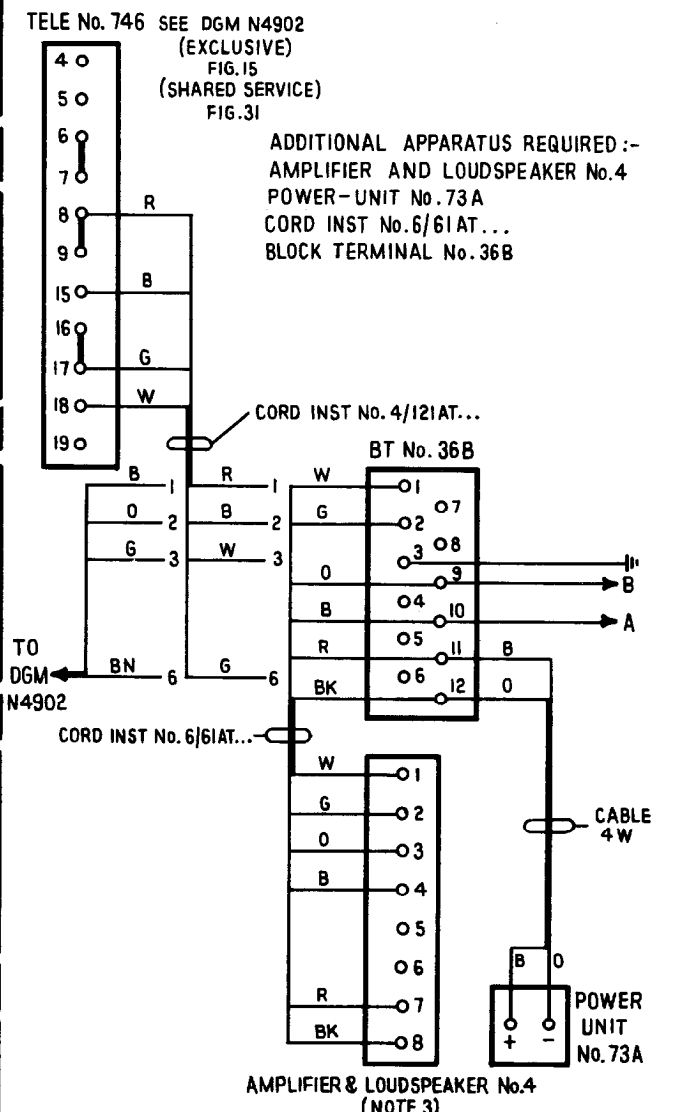 TELE No. 746 SEE DGM N4902
(EXCLUSIVE)
FIG.15
(SHARED SERVICE)
FIG.31
ADDITIONAL APPARATUS REQUIRED :-
AMPLIFIER AND LOUDSPEAKER No.4
POWER-UNIT No.73A
CORD INST No.6/61AT...
BLOCK TERMINAL No.36B
4
5
6
7
8 R
9
15 B
16
17 G
18 W
19
CORD INST No. 4/121AT...
BT No. 36B
B 1 R 1 W 1
7
O 2 B 2 G 2
8
G 3 W 3 3
O 9 B
4
B 10 A
5
R 11 B
TO DGM N4902
BN 6 G 6
6
BK 12 O
CORD INST No. 6/61AT...
W 1
G 2
O 3
B 4
5
6
R 7
BK 8
CABLE
4W
B O
+ -
POWER
UNIT
No.73A
AMPLIFIER & LOUDSPEAKER No.4
(NOTE 3)